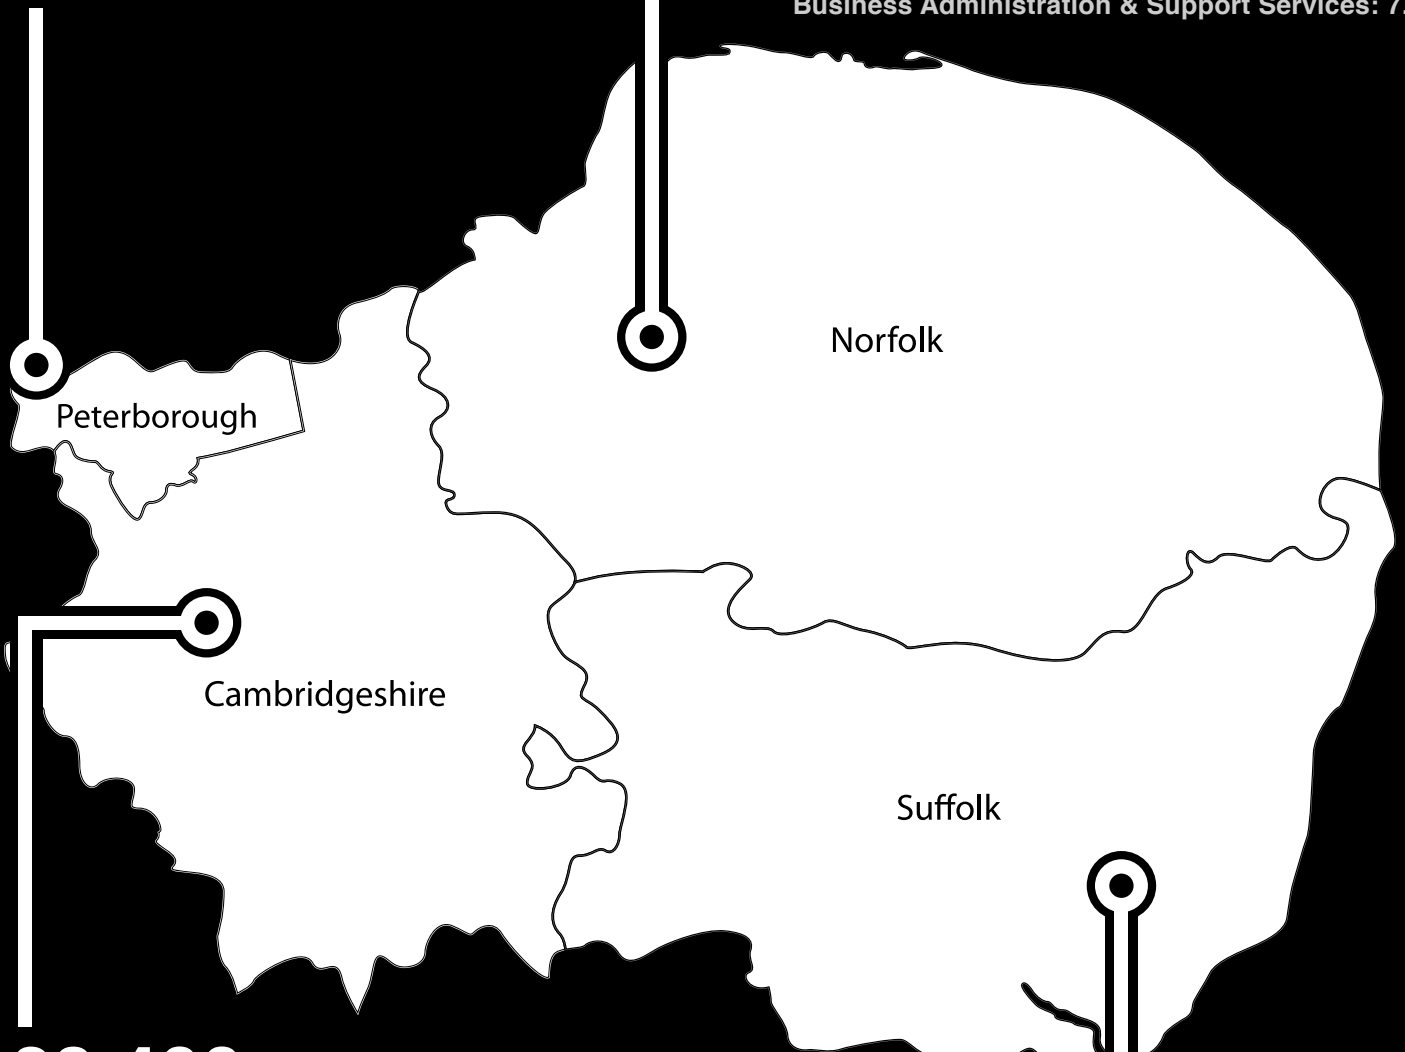 Business Administration & Support Services: 7.
Norfolk
Peterborough
Cambridgeshire
Suffolk